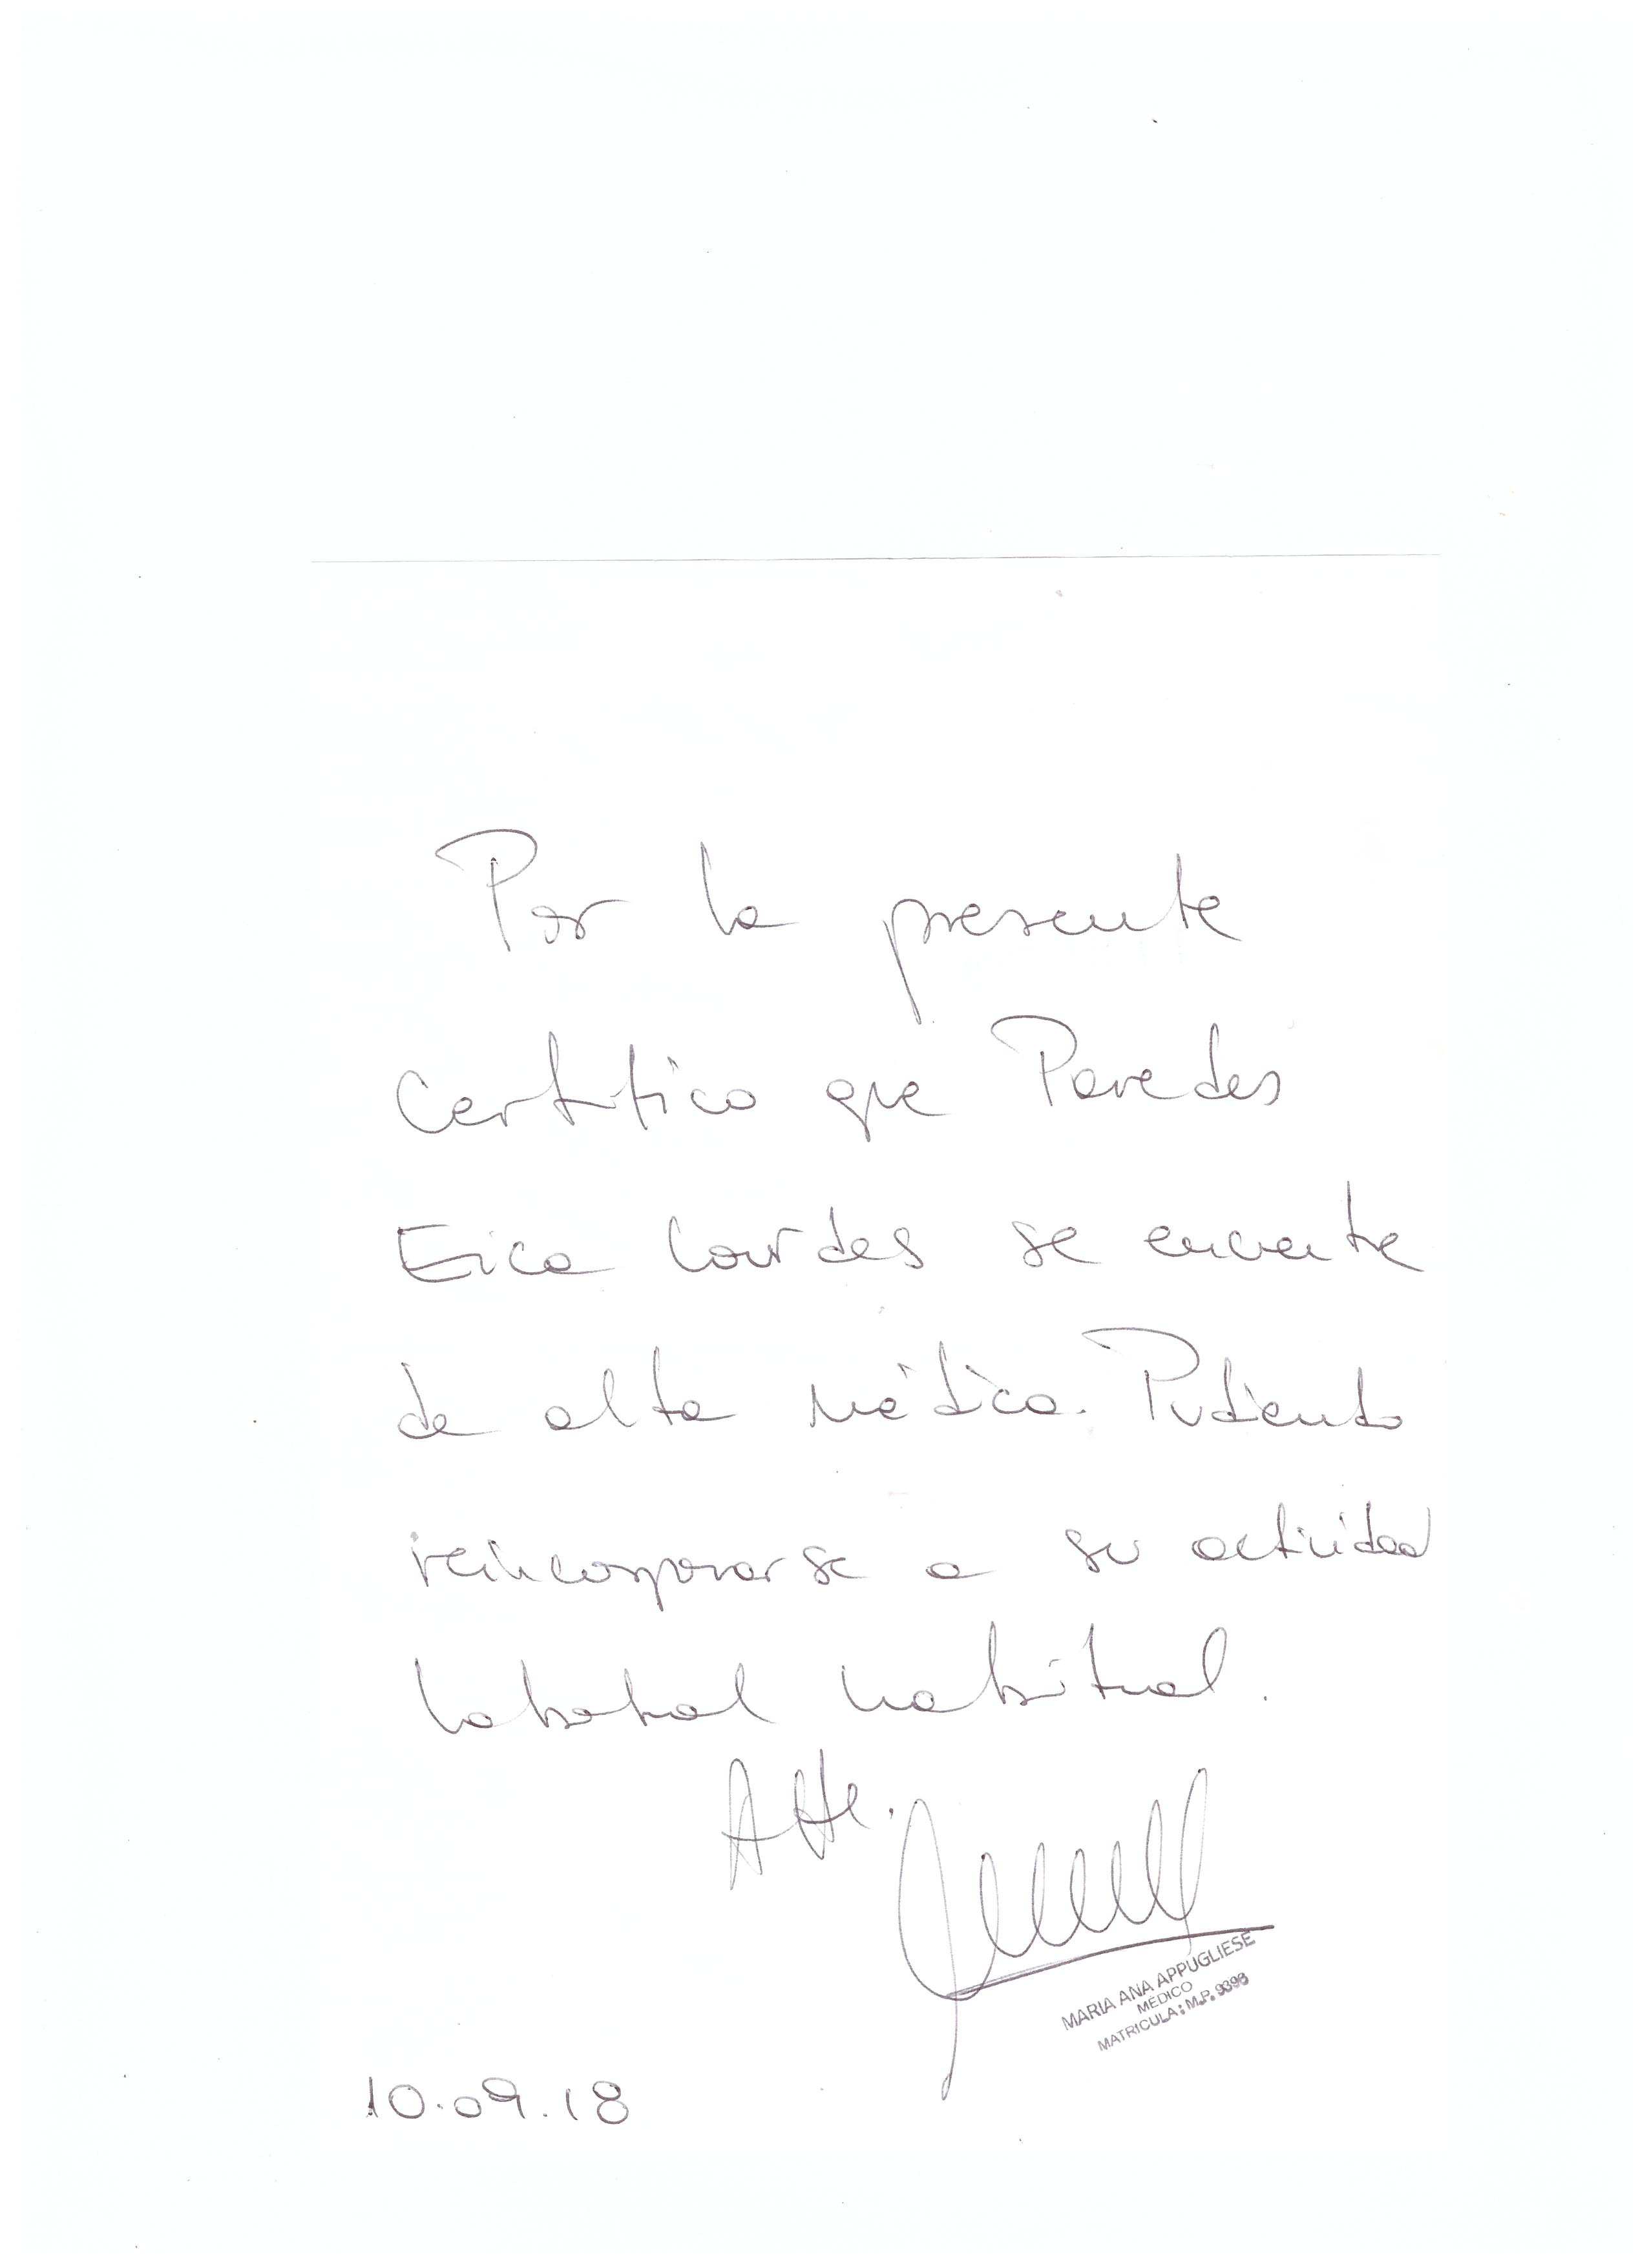 Por la presente
certifico que Paredes
Erica Lourdes se encuentre
de alta médica. Pudiendo
reincorporarse a su actividad
laboral habitual.
Atte.
MARIA ANA APPUGLIESE
MÉDICO
MATRICULA: M.P. 9398
10.09.18